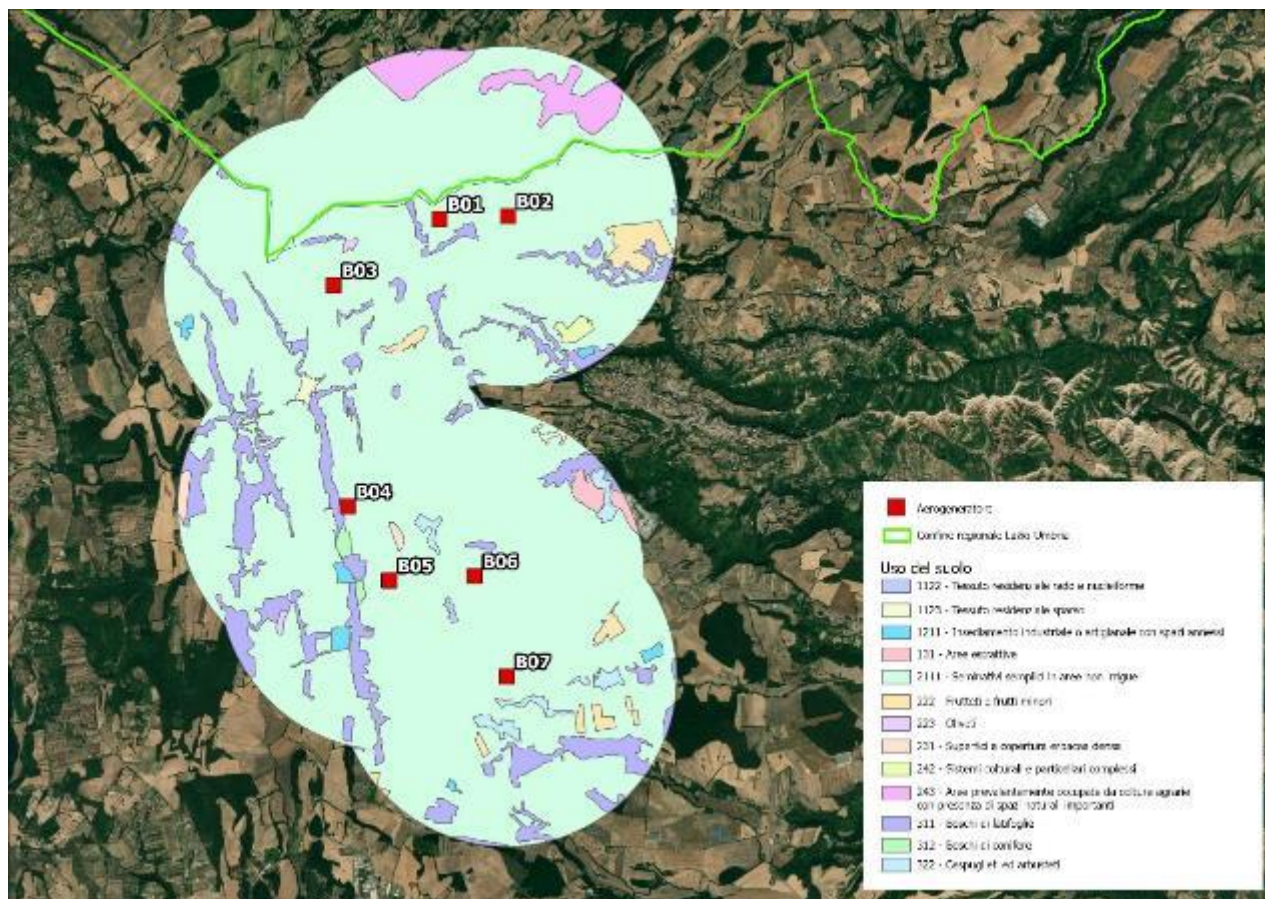 B01
B02
B03
B04
B05
B06
B07
Aerogeneratore
Confine regionale Lazio Umbria
Uso del suolo
1122 - Tessuto residenziale rado e nucleiforme
1123 - Tessuto residenziale sparso
1211 - Insediamento industriale o artigianale con spazi annessi
131 - Aree estrattive
2111 - Seminativi semplici in aree non irrigue
222 - Frutteti e frutti minori
223 - Oliveti
231 - Superfici a copertura erbacea densa
242 - Sistemi colturali e particellari complessi
243 - Aree prevalentemente occupate da colture agrarie
con presenza di spazi naturali importanti
311 - Boschi di latifoglie
312 - Boschi di conifere
322 - Cespuglieti ed arbusteti